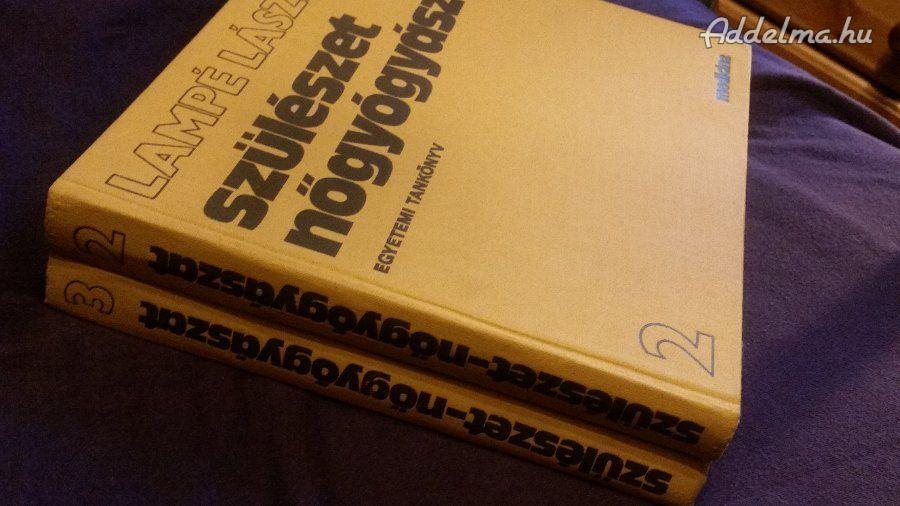 Addelma.hu
LAMPÉ LÁSZ
szülészet
nőgyógyász
EGYETEMI TANKÖNYV
medicina
2
2 szülészet-nőgyógyászat
3 szülészet-nőgyógyászat